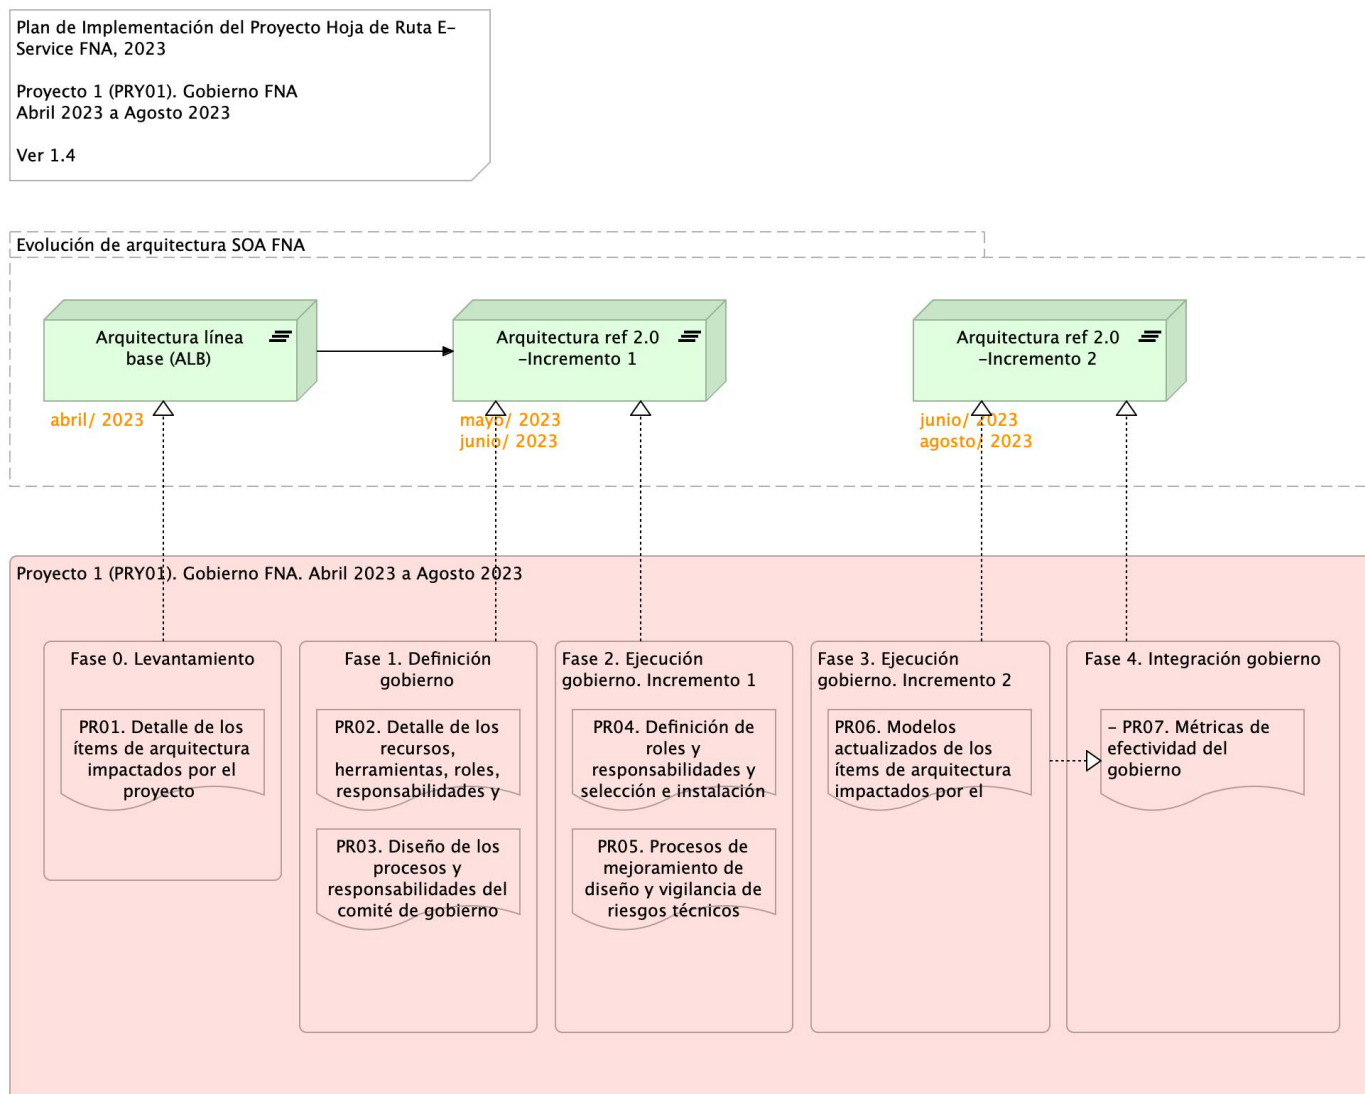 Plan de Implementación del Proyecto Hoja de Ruta E-
Service FNA, 2023
Proyecto 1 (PRY01). Gobierno FNA
Abril 2023 a Agosto 2023
Ver 1.4
Evolución de arquitectura SOA FNA
Arquitectura línea
base (ALB)
abril/ 2023
Arquitectura ref 2.0
-Incremento 1
mayo/ 2023
junio/ 2023
Arquitectura ref 2.0
-Incremento 2
junio/ 2023
agosto/ 2023
Proyecto 1 (PRY01). Gobierno FNA. Abril 2023 a Agosto 2023
Fase 0. Levantamiento
PR01. Detalle de los
ítems de arquitectura
impactados por el
proyecto
Fase 1. Definición
gobierno
PR02. Detalle de los
recursos,
herramientas, roles,
responsabilidades y
PR03. Diseño de los
procesos y
responsabilidades del
comité de gobierno
Fase 2. Ejecución
gobierno. Incremento 1
PR04. Definición de
roles y
responsabilidades y
selección e instalación
PR05. Procesos de
mejoramiento de
diseño y vigilancia de
riesgos técnicos
Fase 3. Ejecución
gobierno. Incremento 2
PR06. Modelos
actualizados de los
ítems de arquitectura
impactados por el
Fase 4. Integración gobierno
- PR07. Métricas de
efectividad del
gobierno